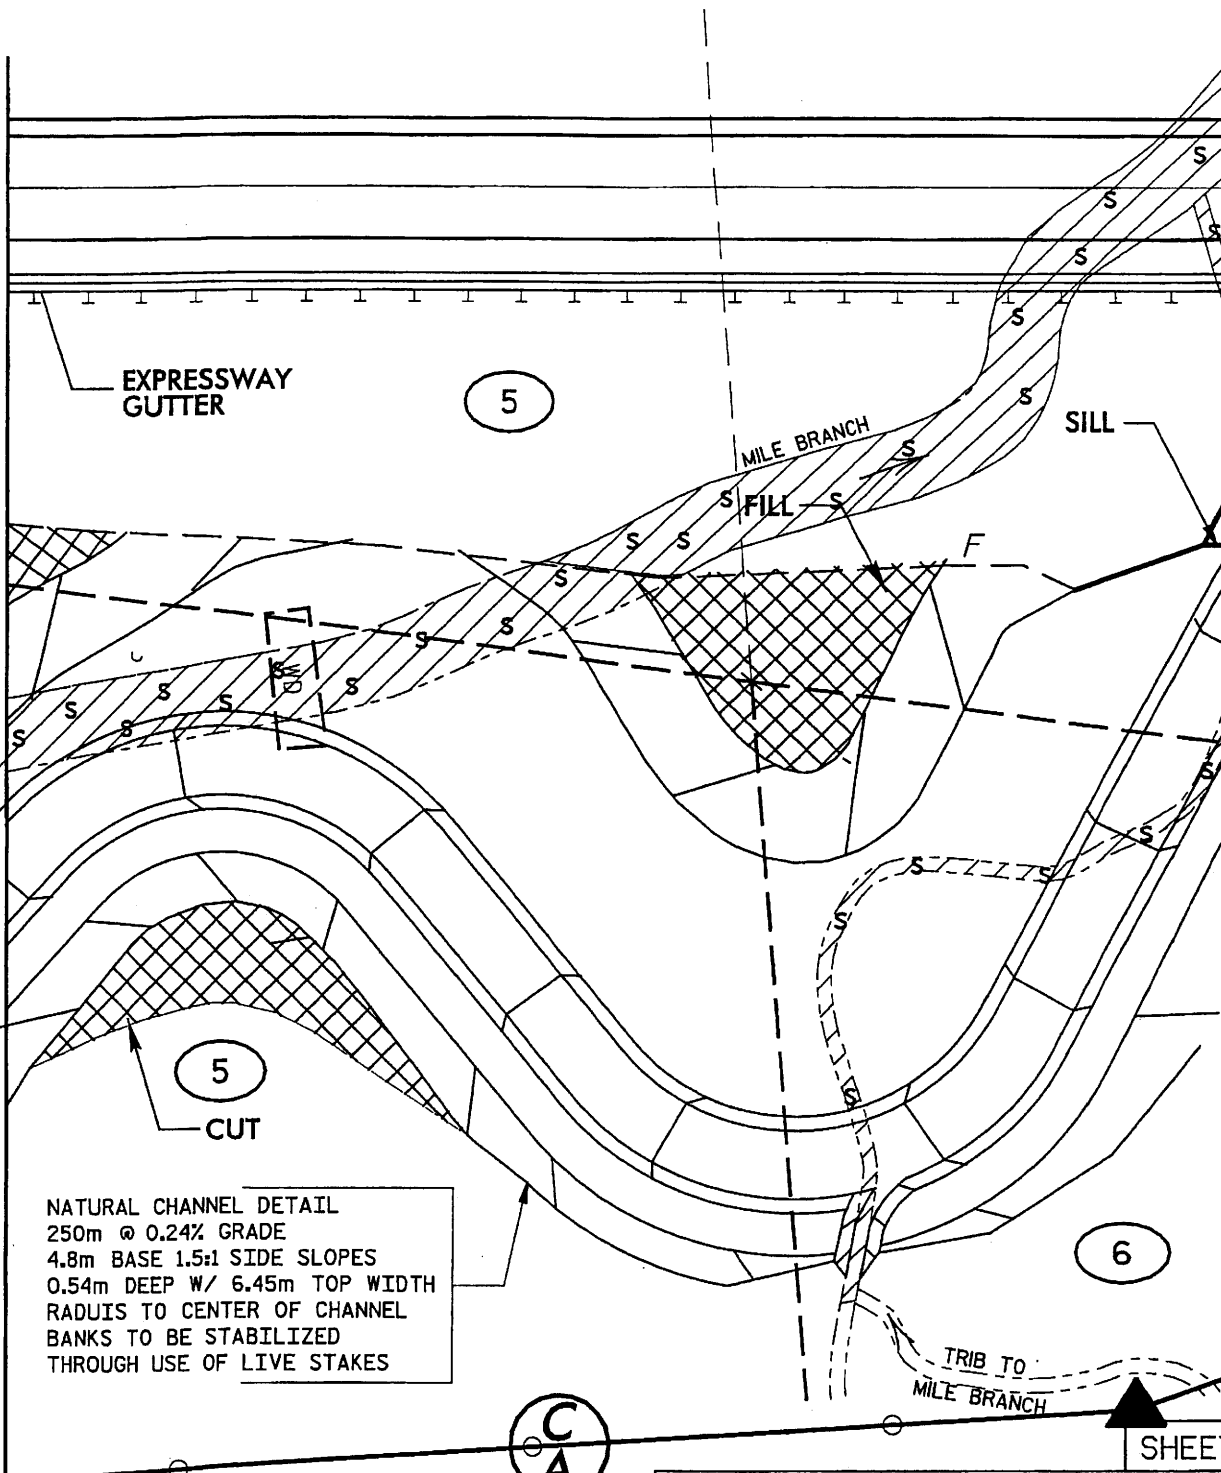 EXPRESSWAY
GUTTER
5
MILE BRANCH
SILL
S
S
S
S
S
S
FILL
S
S
S
S
F
S
S
S
WD
S
S
S
S
S
S
S
S
S
S
S
S
S
S
5
CUT
NATURAL CHANNEL DETAIL
250m @ 0.24% GRADE
4.8m BASE 1.5:1 SIDE SLOPES
0.54m DEEP W/ 6.45m TOP WIDTH
RADUIS TO CENTER OF CHANNEL
BANKS TO BE STABILIZED
THROUGH USE OF LIVE STAKES
6
TRIB TO
MILE BRANCH
C
A